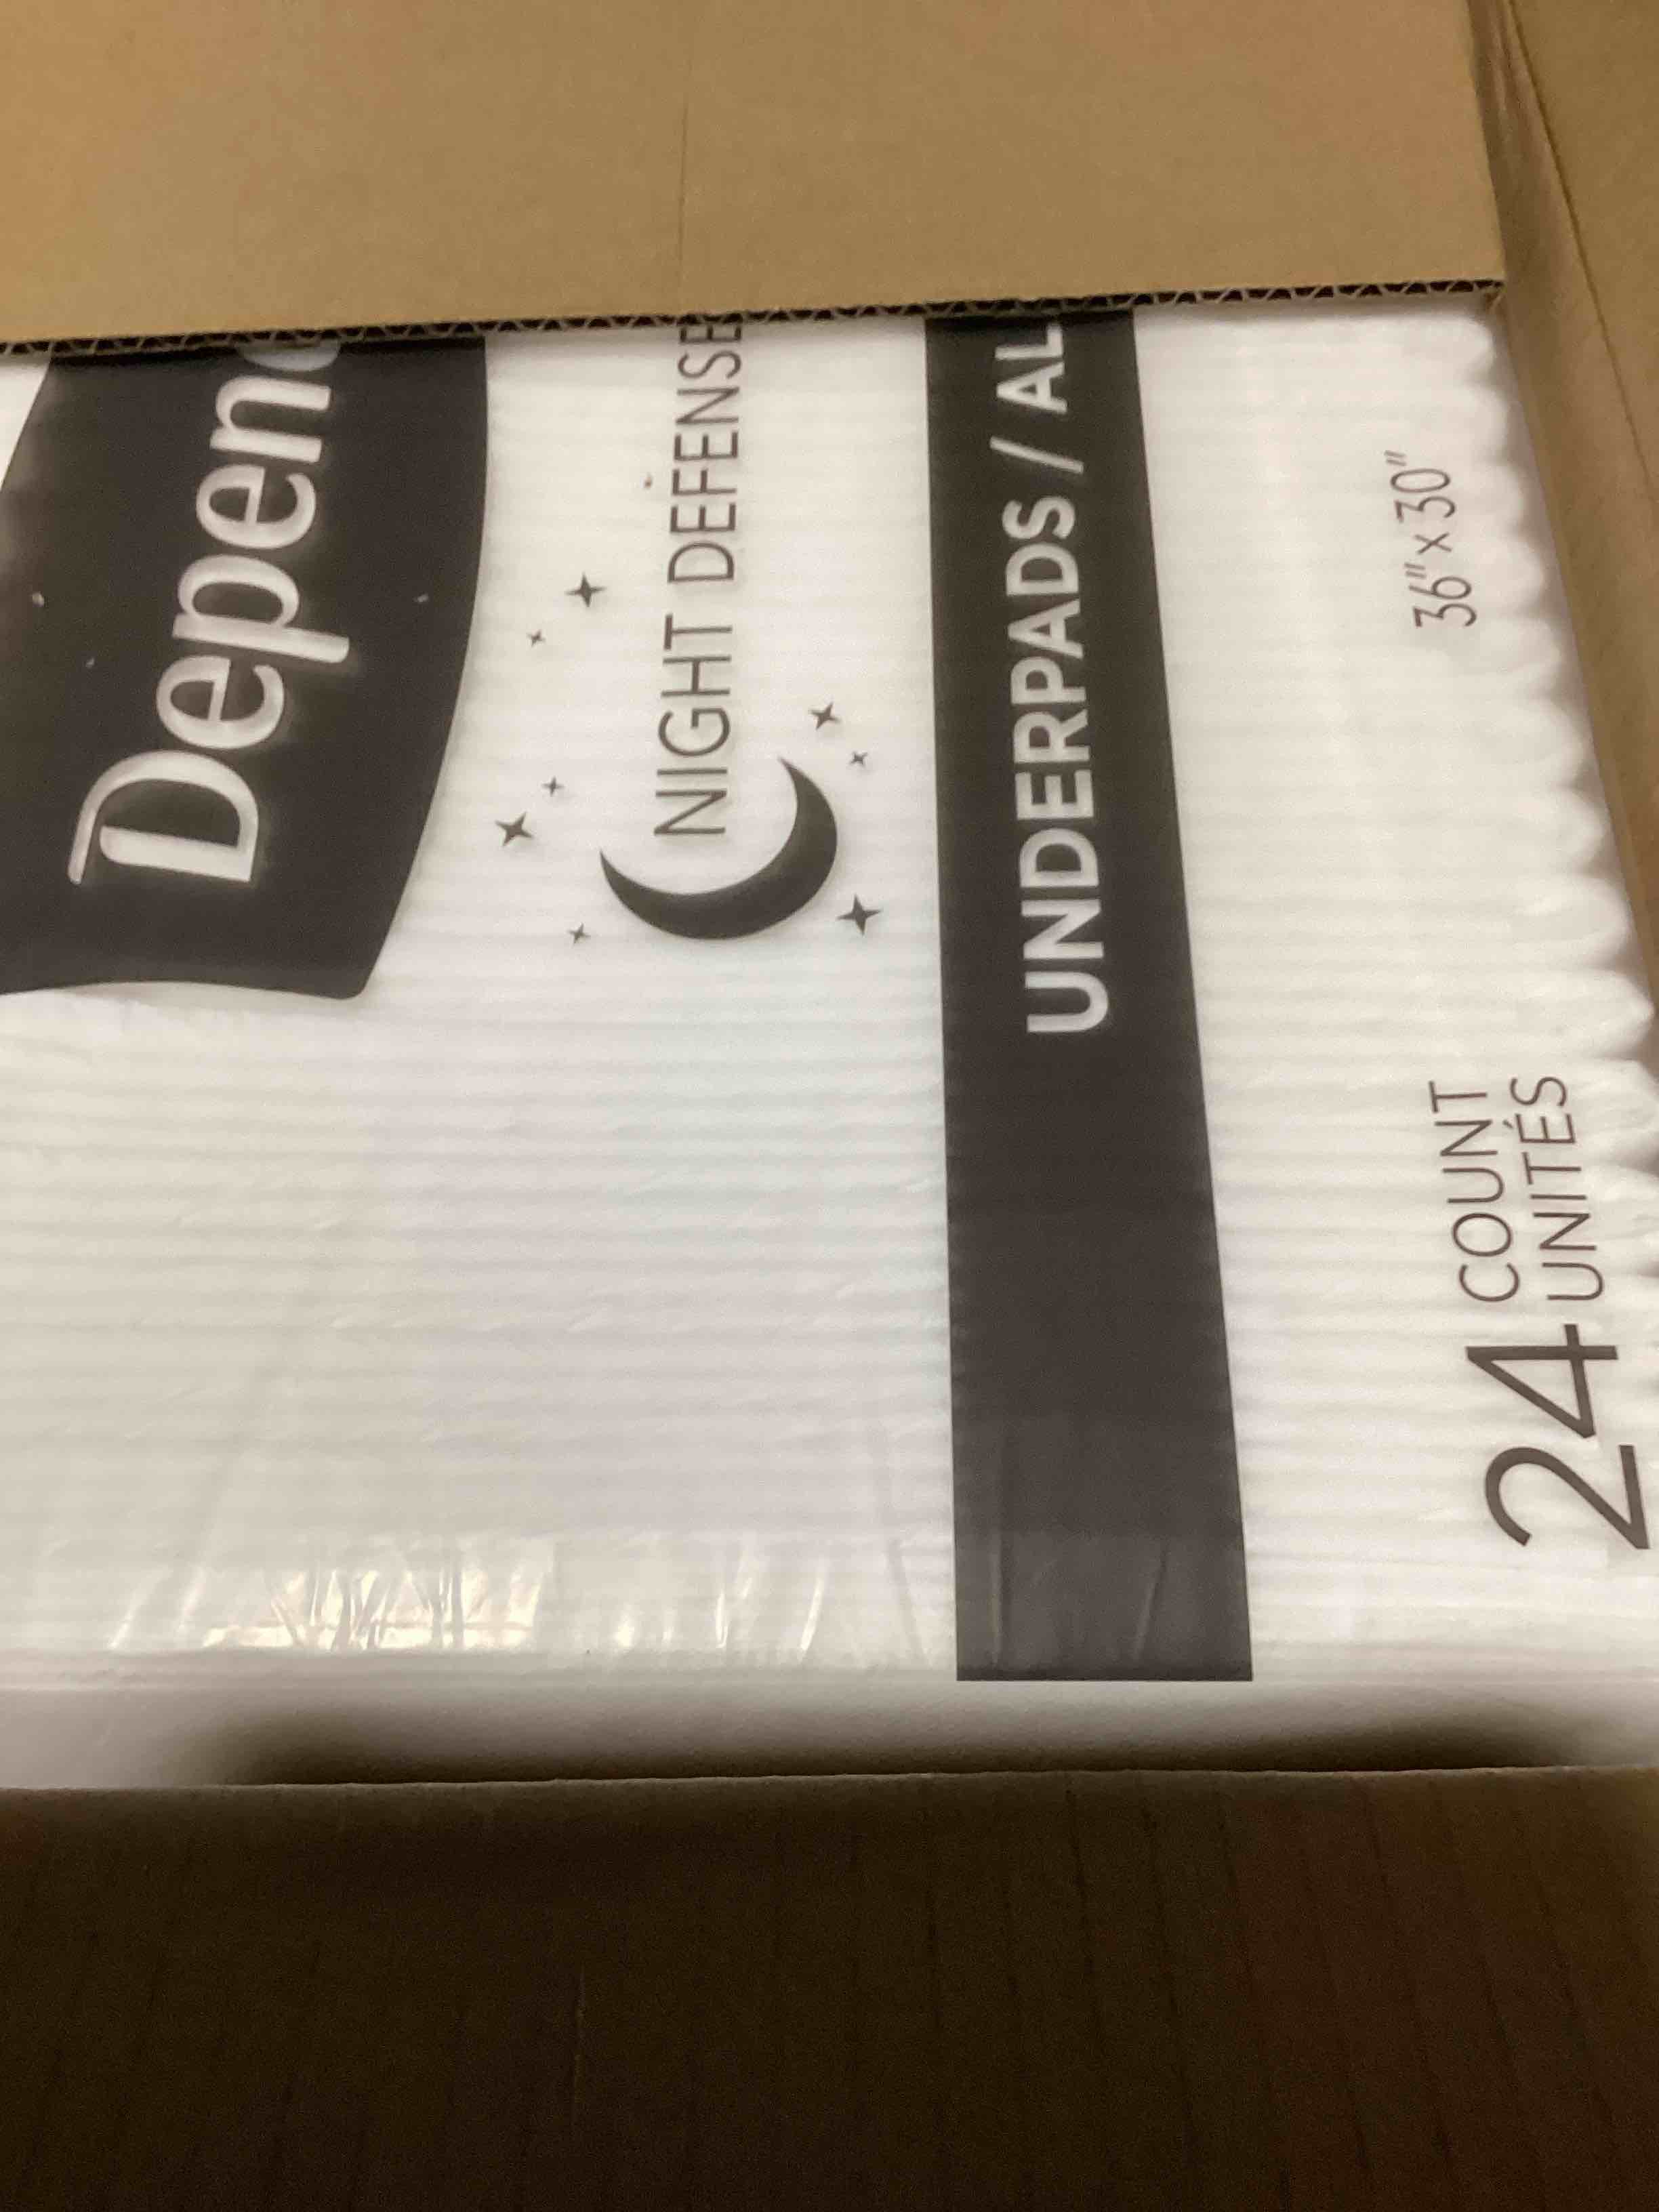 Depen
NIGHT DEFENSE
UNDERPADS / AL
36" x 30"
24 COUNT
UNITÉS